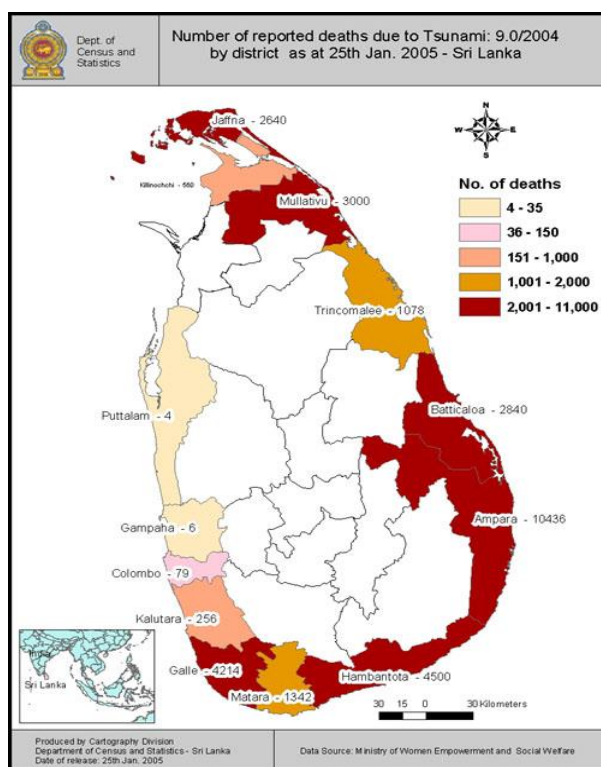 Dept. of
Census and
Statistics
Number of reported deaths due to Tsunami: 9.0/2004
by district as at 25th Jan. 2005 - Sri Lanka
Jaffna - 2640
N
W E
S
Killinochchi - 560
Mullativu - 3000
No. of deaths
4 - 35
36 - 150
151 - 1,000
1,001 - 2,000
2,001 - 11,000
Trincomalee - 1078
Puttalam - 4
Batticaloa - 2840
Gampaha - 6
Ampara - 10436
Colombo - 79
Kalutara - 256
Galle - 4214
Hambantota - 4500
Matara - 1342
India
Sri Lanka
30 15 0 30 Kilometers
Produced by Cartography Division
Department of Census and Statistics - Sri Lanka
Date of release: 25th Jan. 2005
Data Source: Ministry of Women Empowerment and Social Welfare